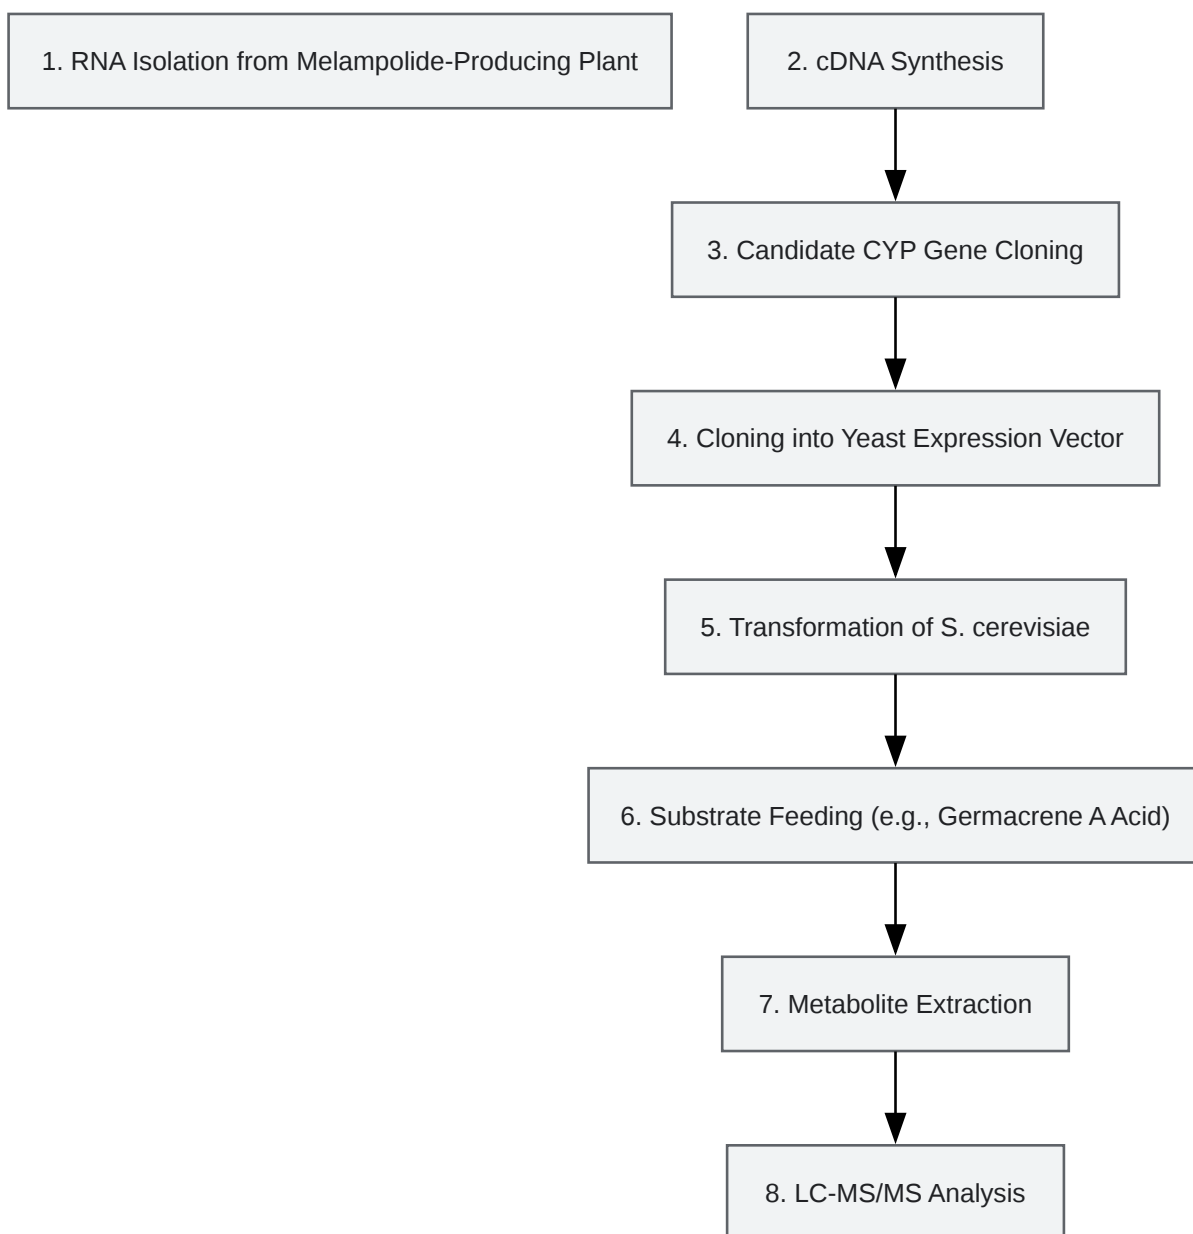 1. RNA Isolation from Melampolide-Producing Plant
2. cDNA Synthesis
3. Candidate CYP Gene Cloning
4. Cloning into Yeast Expression Vector
5. Transformation of S. cerevisiae
6. Substrate Feeding (e.g., Germacrene A Acid)
7. Metabolite Extraction
8. LC-MS/MS Analysis